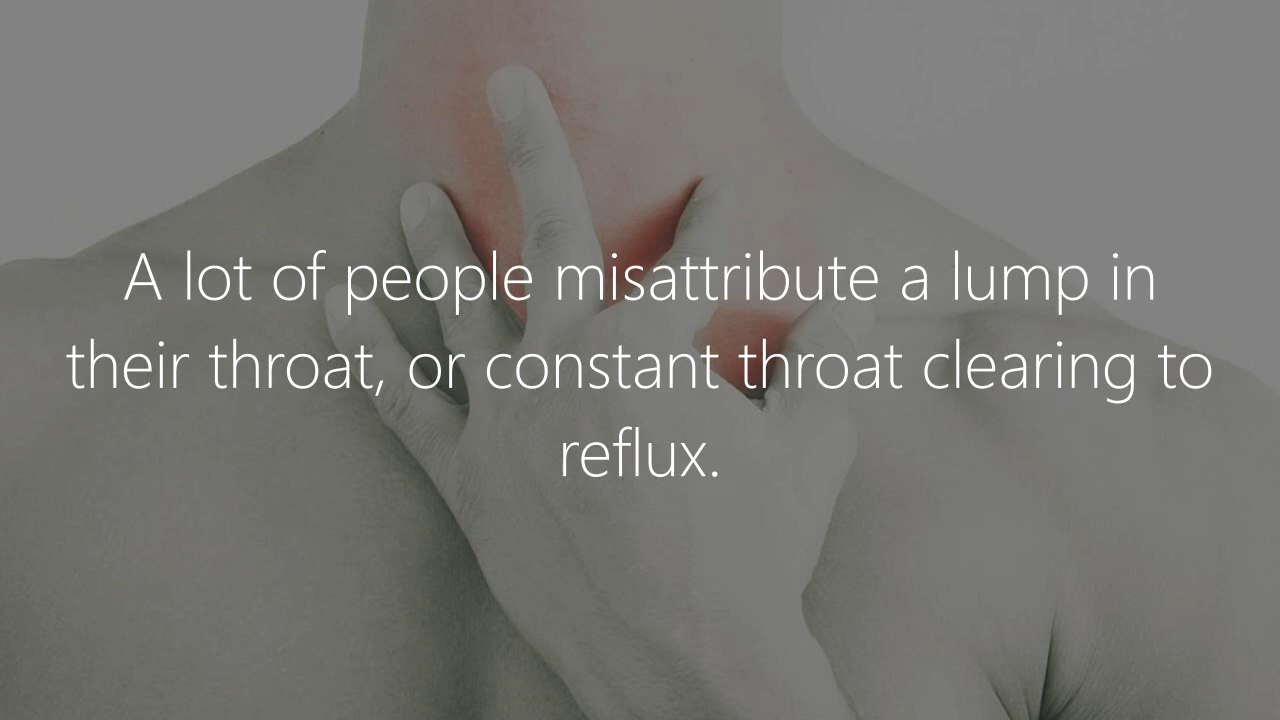 A lot of people misattribute a lump in
their throat, or constant throat clearing to
reflux.